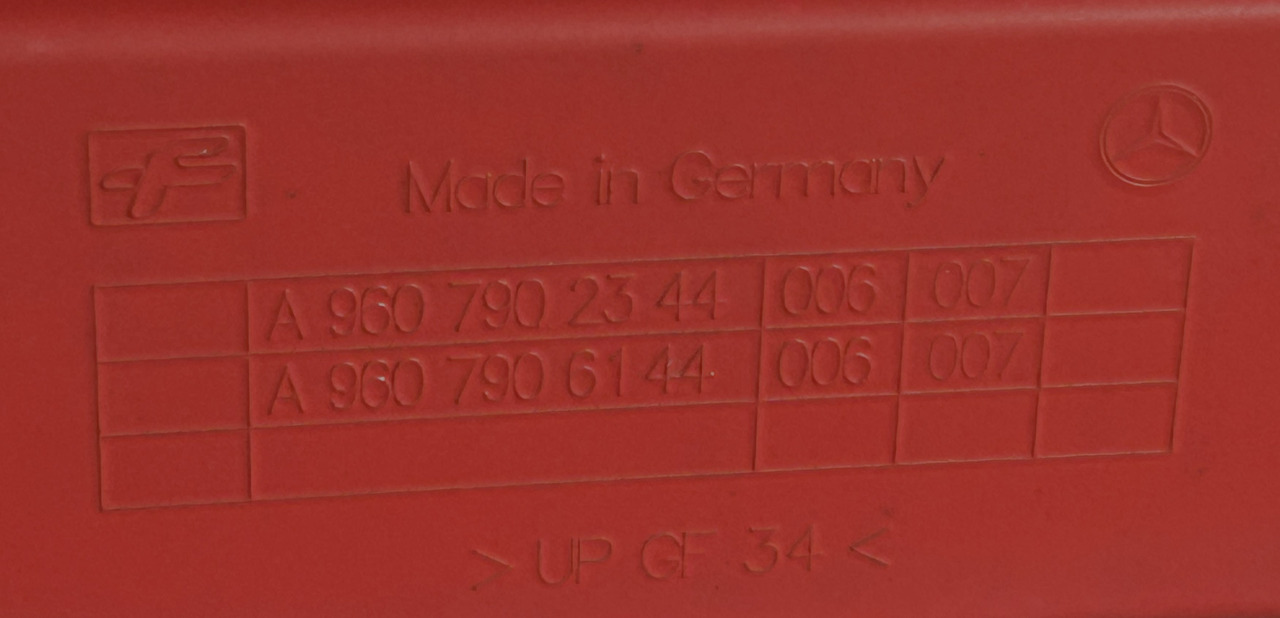 Made in Germany
A 960 790 23 44 006 007
A 960 790 61 44 006 007
> UP GF 34 <